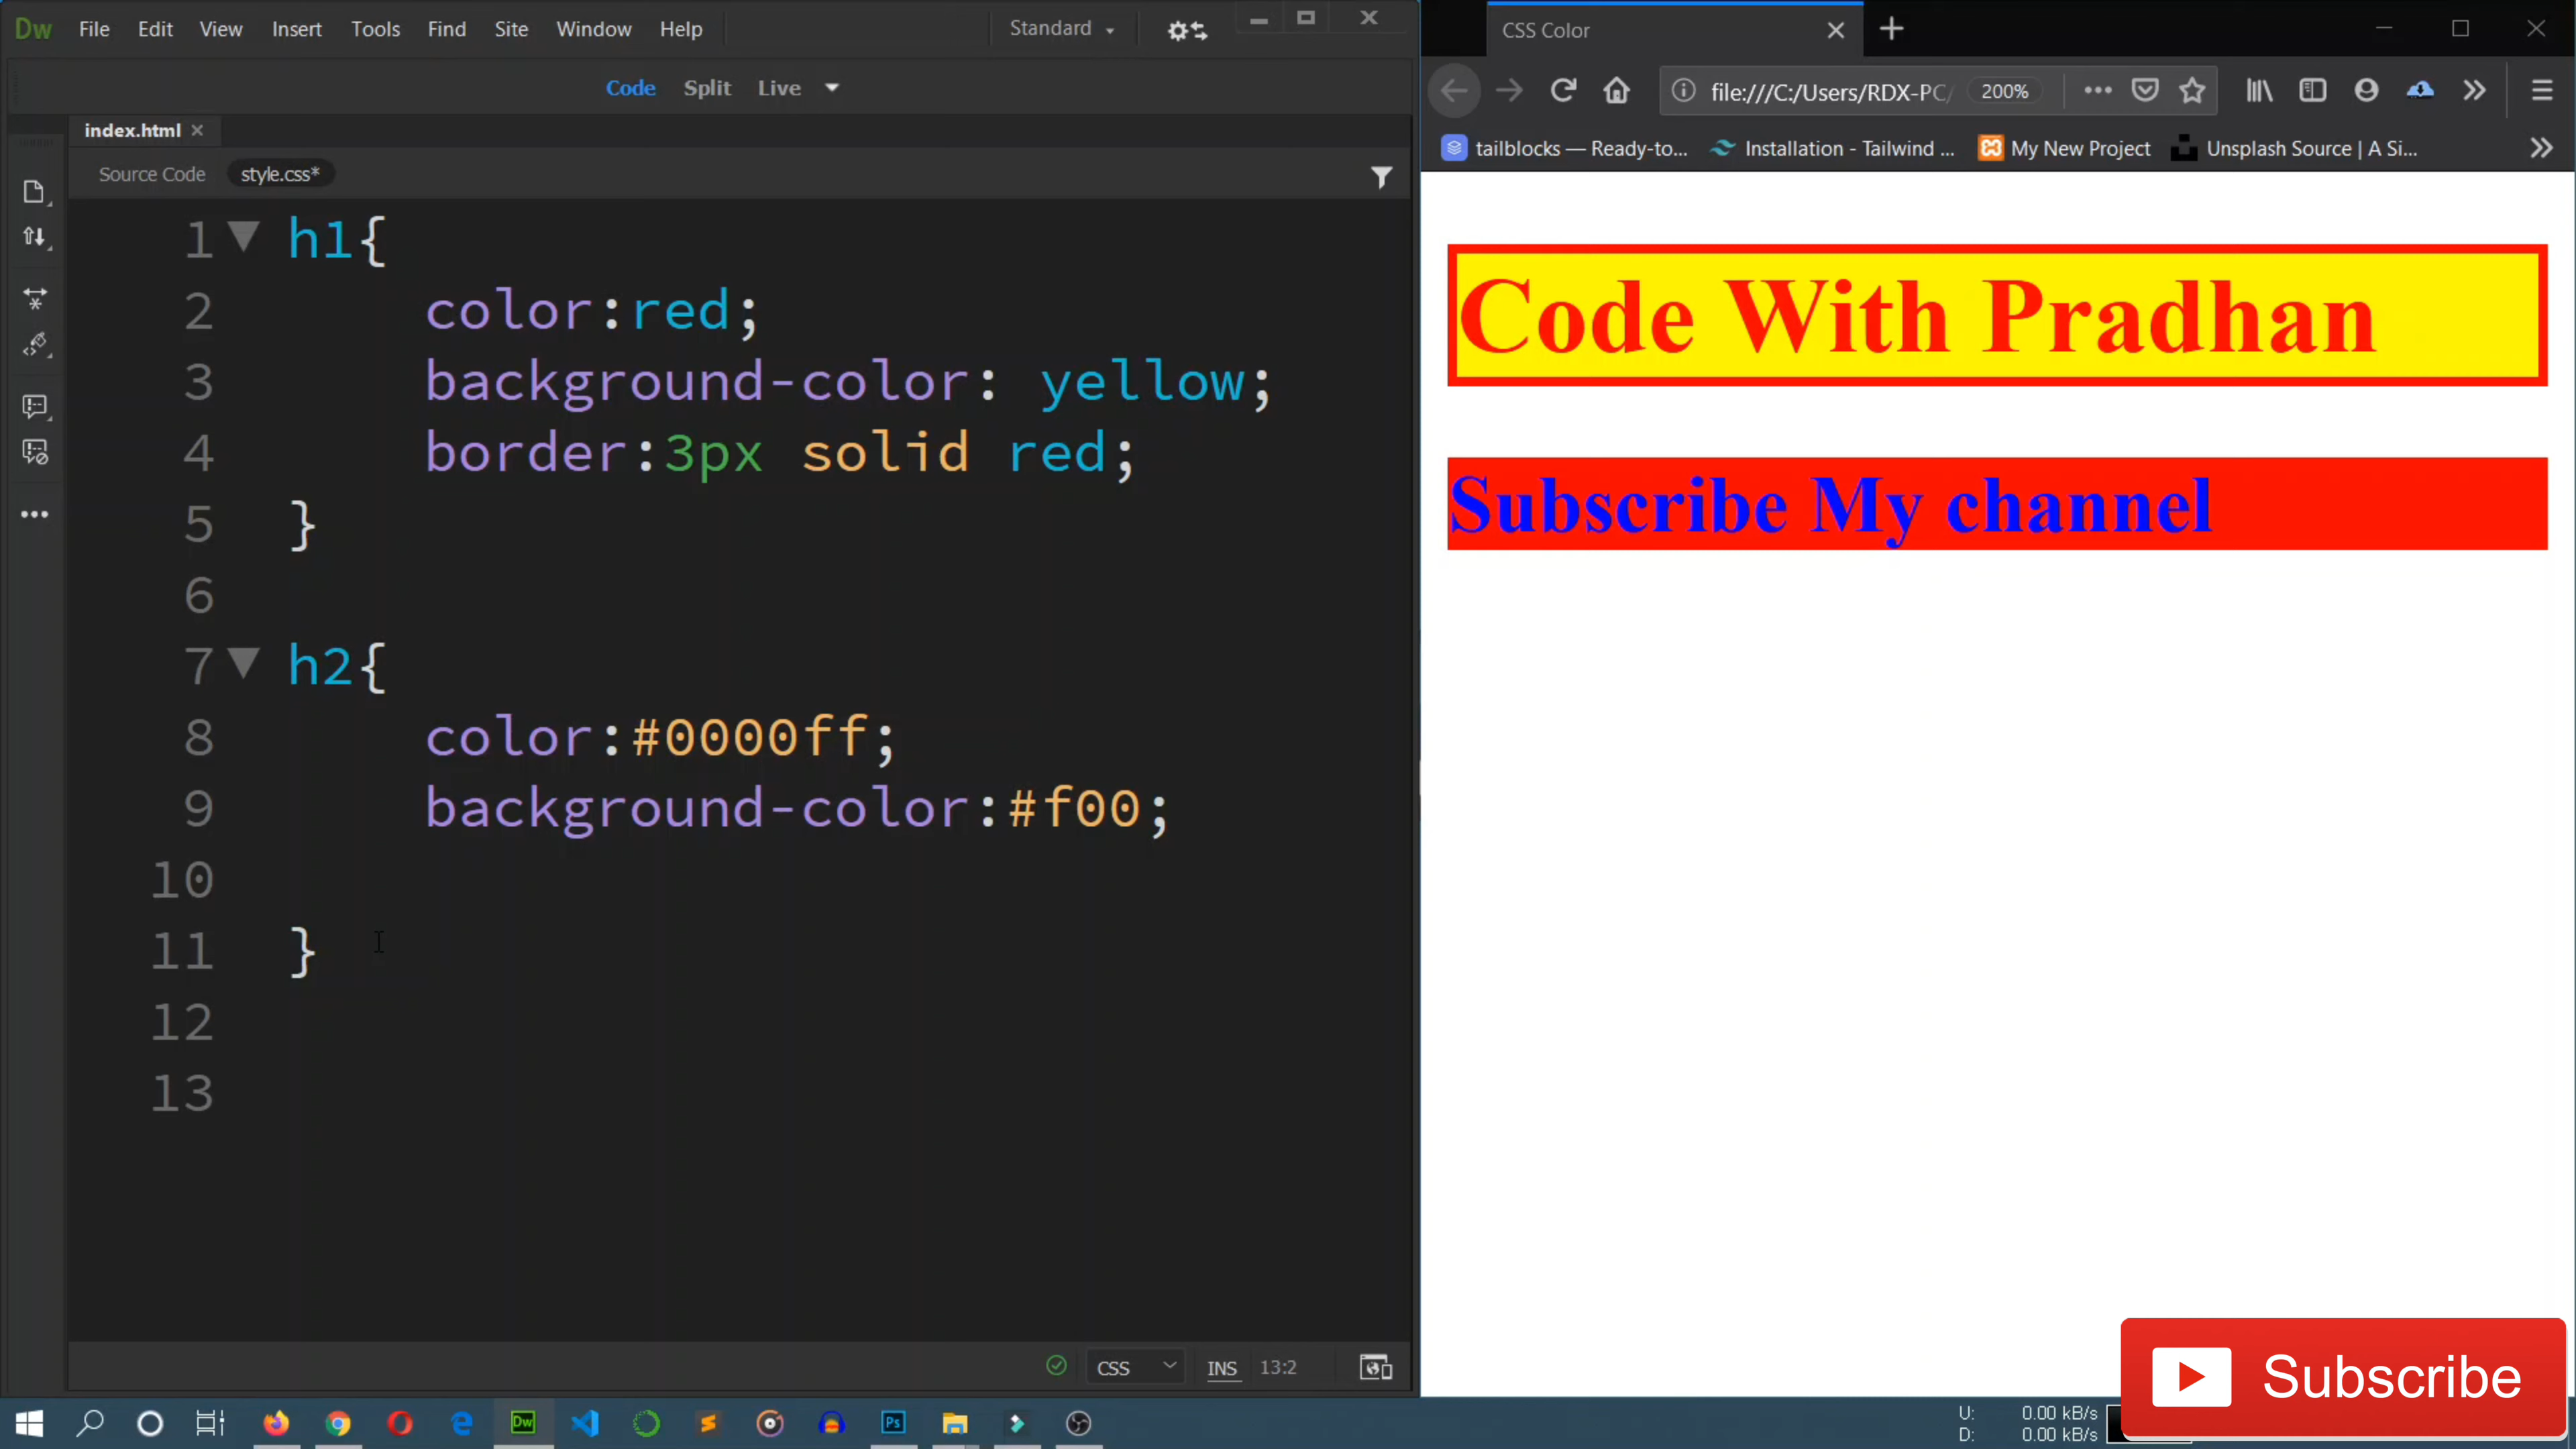 Dw File Edit View Insert Tools Find Site Window Help Standard
Code Split Live
index.html
Source Code style.css*
1 h1{
2 color:red;
3 background-color: yellow;
4 border:3px solid red;
5 }
6
7 h2{
8 color:#0000ff;
9 background-color:#f00;
10
11 }
12
13
CSS INS 13:2
CSS Color
file:///C:/Users/RDX-PC/ 200%
tailblocks — Ready-to... Installation - Tailwind ... My New Project Unsplash Source | A Si...
Code With Pradhan
Subscribe My channel
Subscribe
Dw Ps
U: 0.00 kB/s
D: 0.00 kB/s